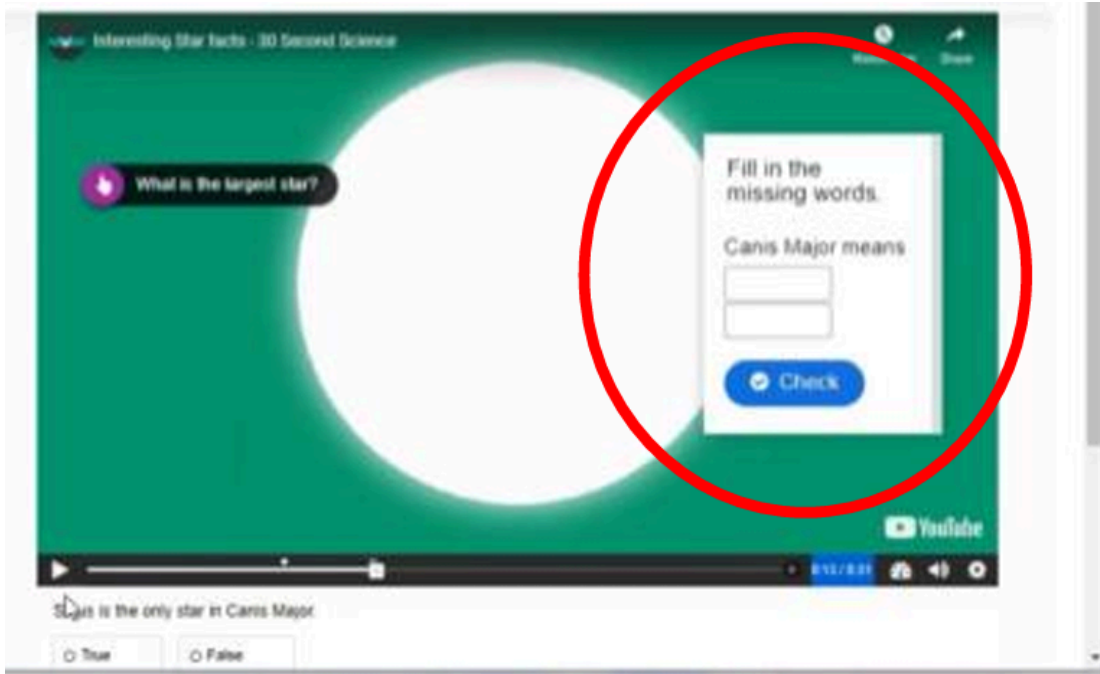 Interesting Star facts - 30 Second Science
Share
What is the largest star?
Fill in the
missing words.
Canis Major means
Check
YouTube
is the only star in Canis Major.
True
False